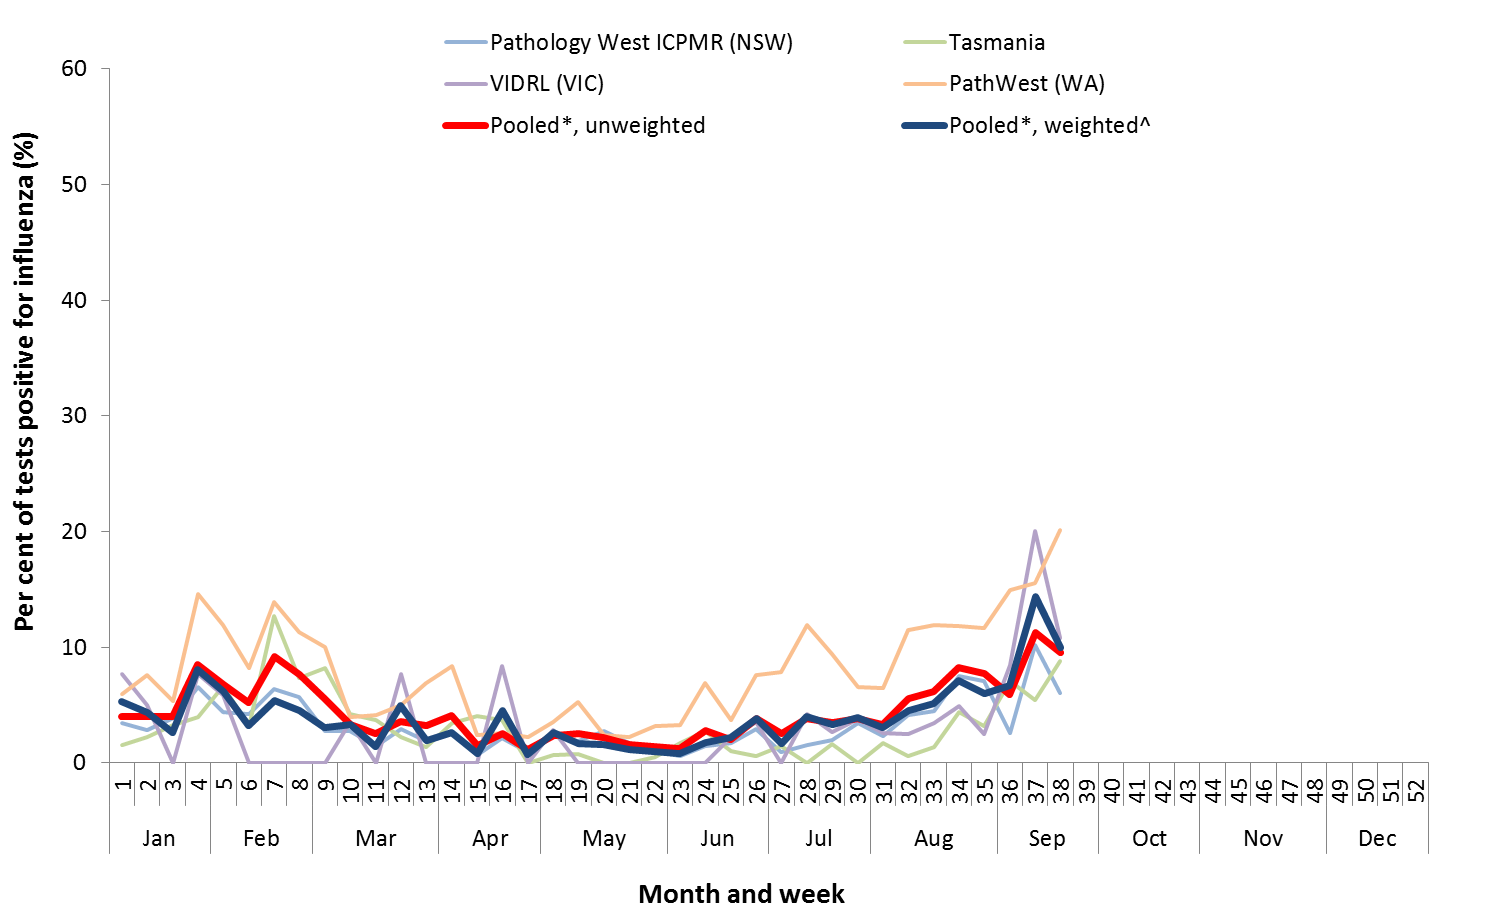 Pathology West ICPMR (NSW) Tasmania
VIDRL (VIC) PathWest (WA)
Pooled*, unweighted Pooled*, weighted^
Per cent of tests positive for influenza (%)
60
50
40
30
20
10
0
1 2 3 4 5 6 7 8 9 10 11 12 13 14 15 16 17 18 19 20 21 22 23 24 25 26 27 28 29 30 31 32 33 34 35 36 37 38 39 40 41 42 43 44 45 46 47 48 49 50 51 52
Jan Feb Mar Apr May Jun Jul Aug Sep Oct Nov Dec
Month and week